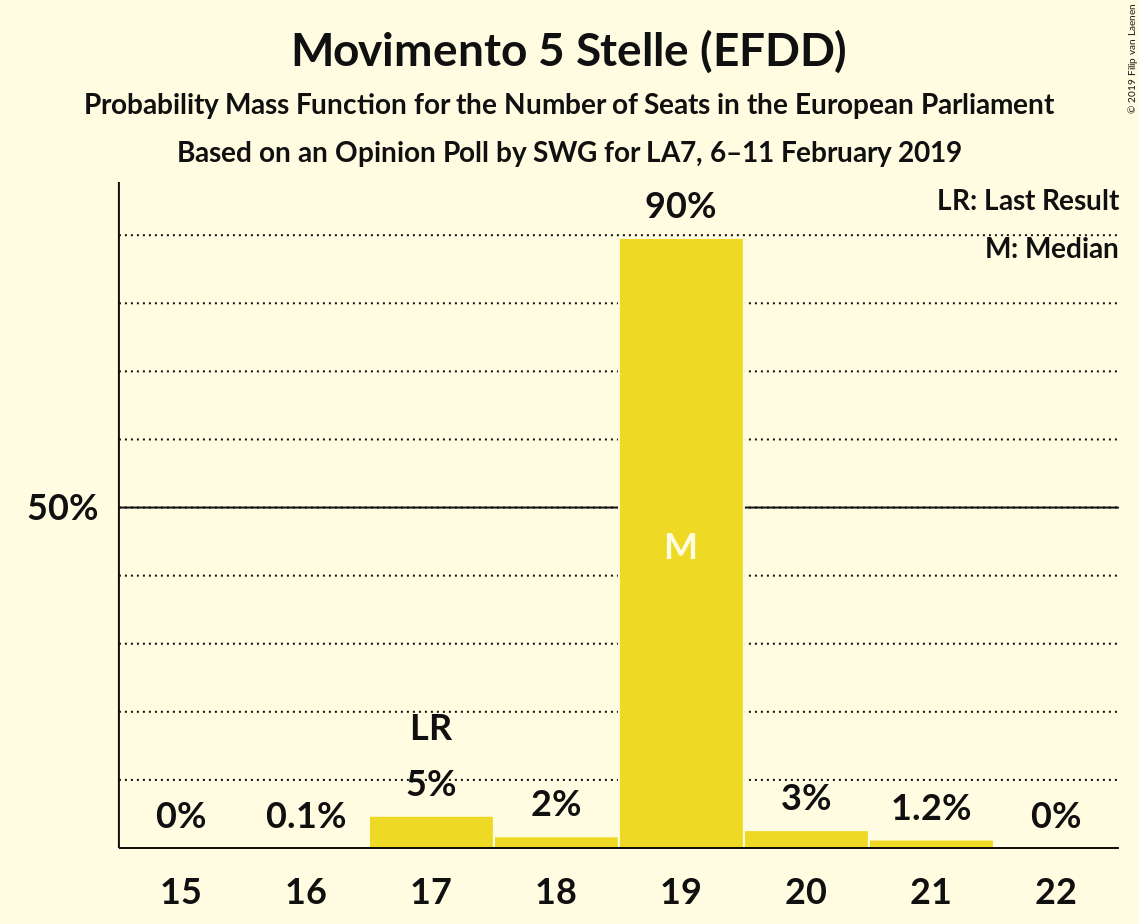 Movimento 5 Stelle (EFDD)
Probability Mass Function for the Number of Seats in the European Parliament
Based on an Opinion Poll by SWG for LA7, 6–11 February 2019
© 2019 Filip van Laenen
LR: Last Result
M: Median
90%
50%
M
LR
0%
0.1%
5%
2%
3%
1.2%
0%
15
16
17
18
19
20
21
22